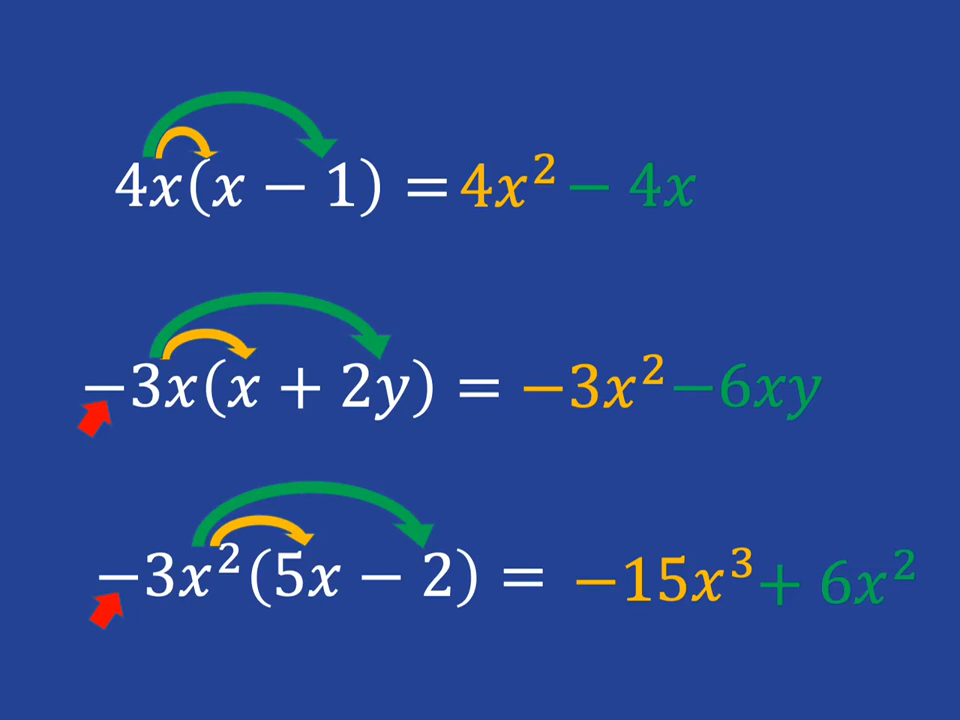 4x(x − 1) = 4x² − 4x
−3x(x + 2y) = −3x² −6xy
−3x²(5x − 2) = −15x³ + 6x²